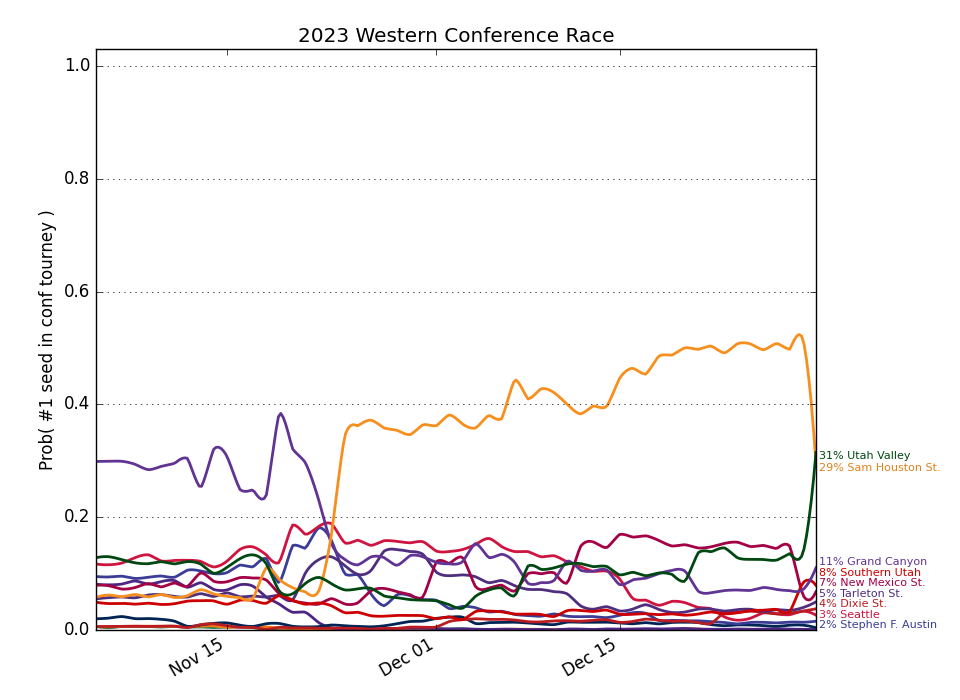 2023 Western Conference Race
Prob( #1 seed in conf tourney )
1.0
0.8
0.6
0.4
0.2
0.0
Nov 15
Dec 01
Dec 15
31% Utah Valley
29% Sam Houston St.
11% Grand Canyon
8% Southern Utah
7% New Mexico St.
5% Tarleton St.
4% Dixie St.
3% Seattle
2% Stephen F. Austin